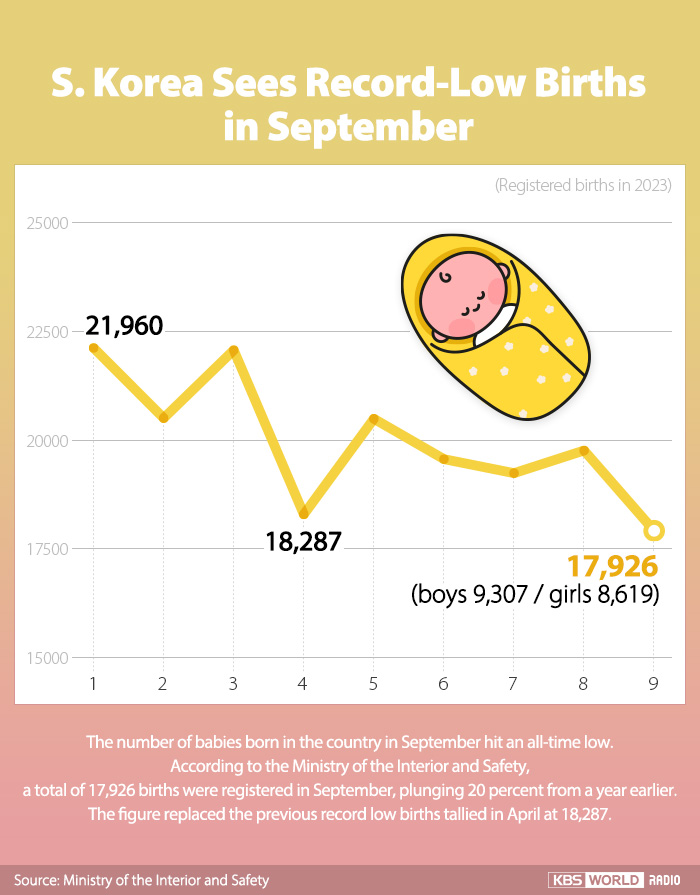 S. Korea Sees Record-Low Births
in September
(Registered births in 2023)
25000
22500
21,960
20000
18,287
17500
17,926
(boys 9,307 / girls 8,619)
15000
1 2 3 4 5 6 7 8 9
The number of babies born in the country in September hit an all-time low.
According to the Ministry of the Interior and Safety,
a total of 17,926 births were registered in September, plunging 20 percent from a year earlier.
The figure replaced the previous record low births tallied in April at 18,287.
Source: Ministry of the Interior and Safety
KBS WORLD RADIO